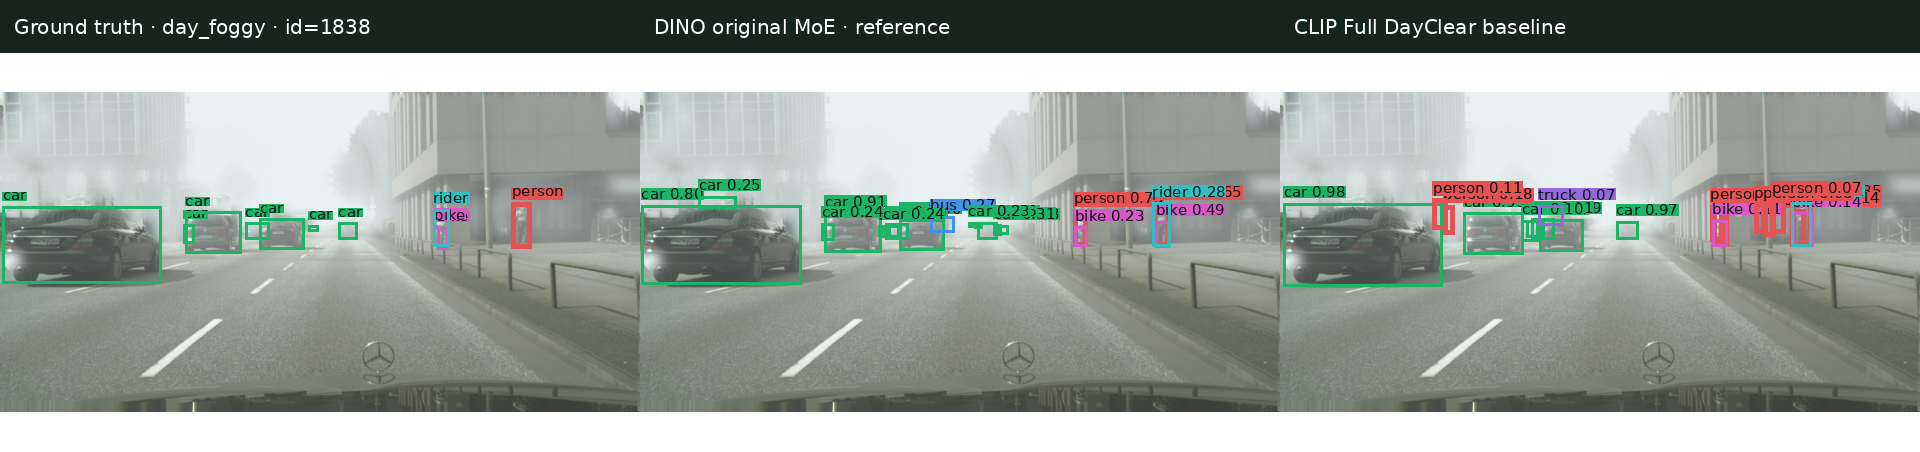 Ground truth · day_foggy · id=1838
DINO original MoE · reference
CLIP Full DayClear baseline
car
car
car
car
car
rider
bike
person
car 0.80
car 0.25
car 0.91
car 0.24
car 0.24
bus 0.27
car 0.23
person 0.7
bike 0.23
rider 0.28
65
bike 0.49
car 0.98
person 0.11
truck 0.07
car 0.97
person 0.07